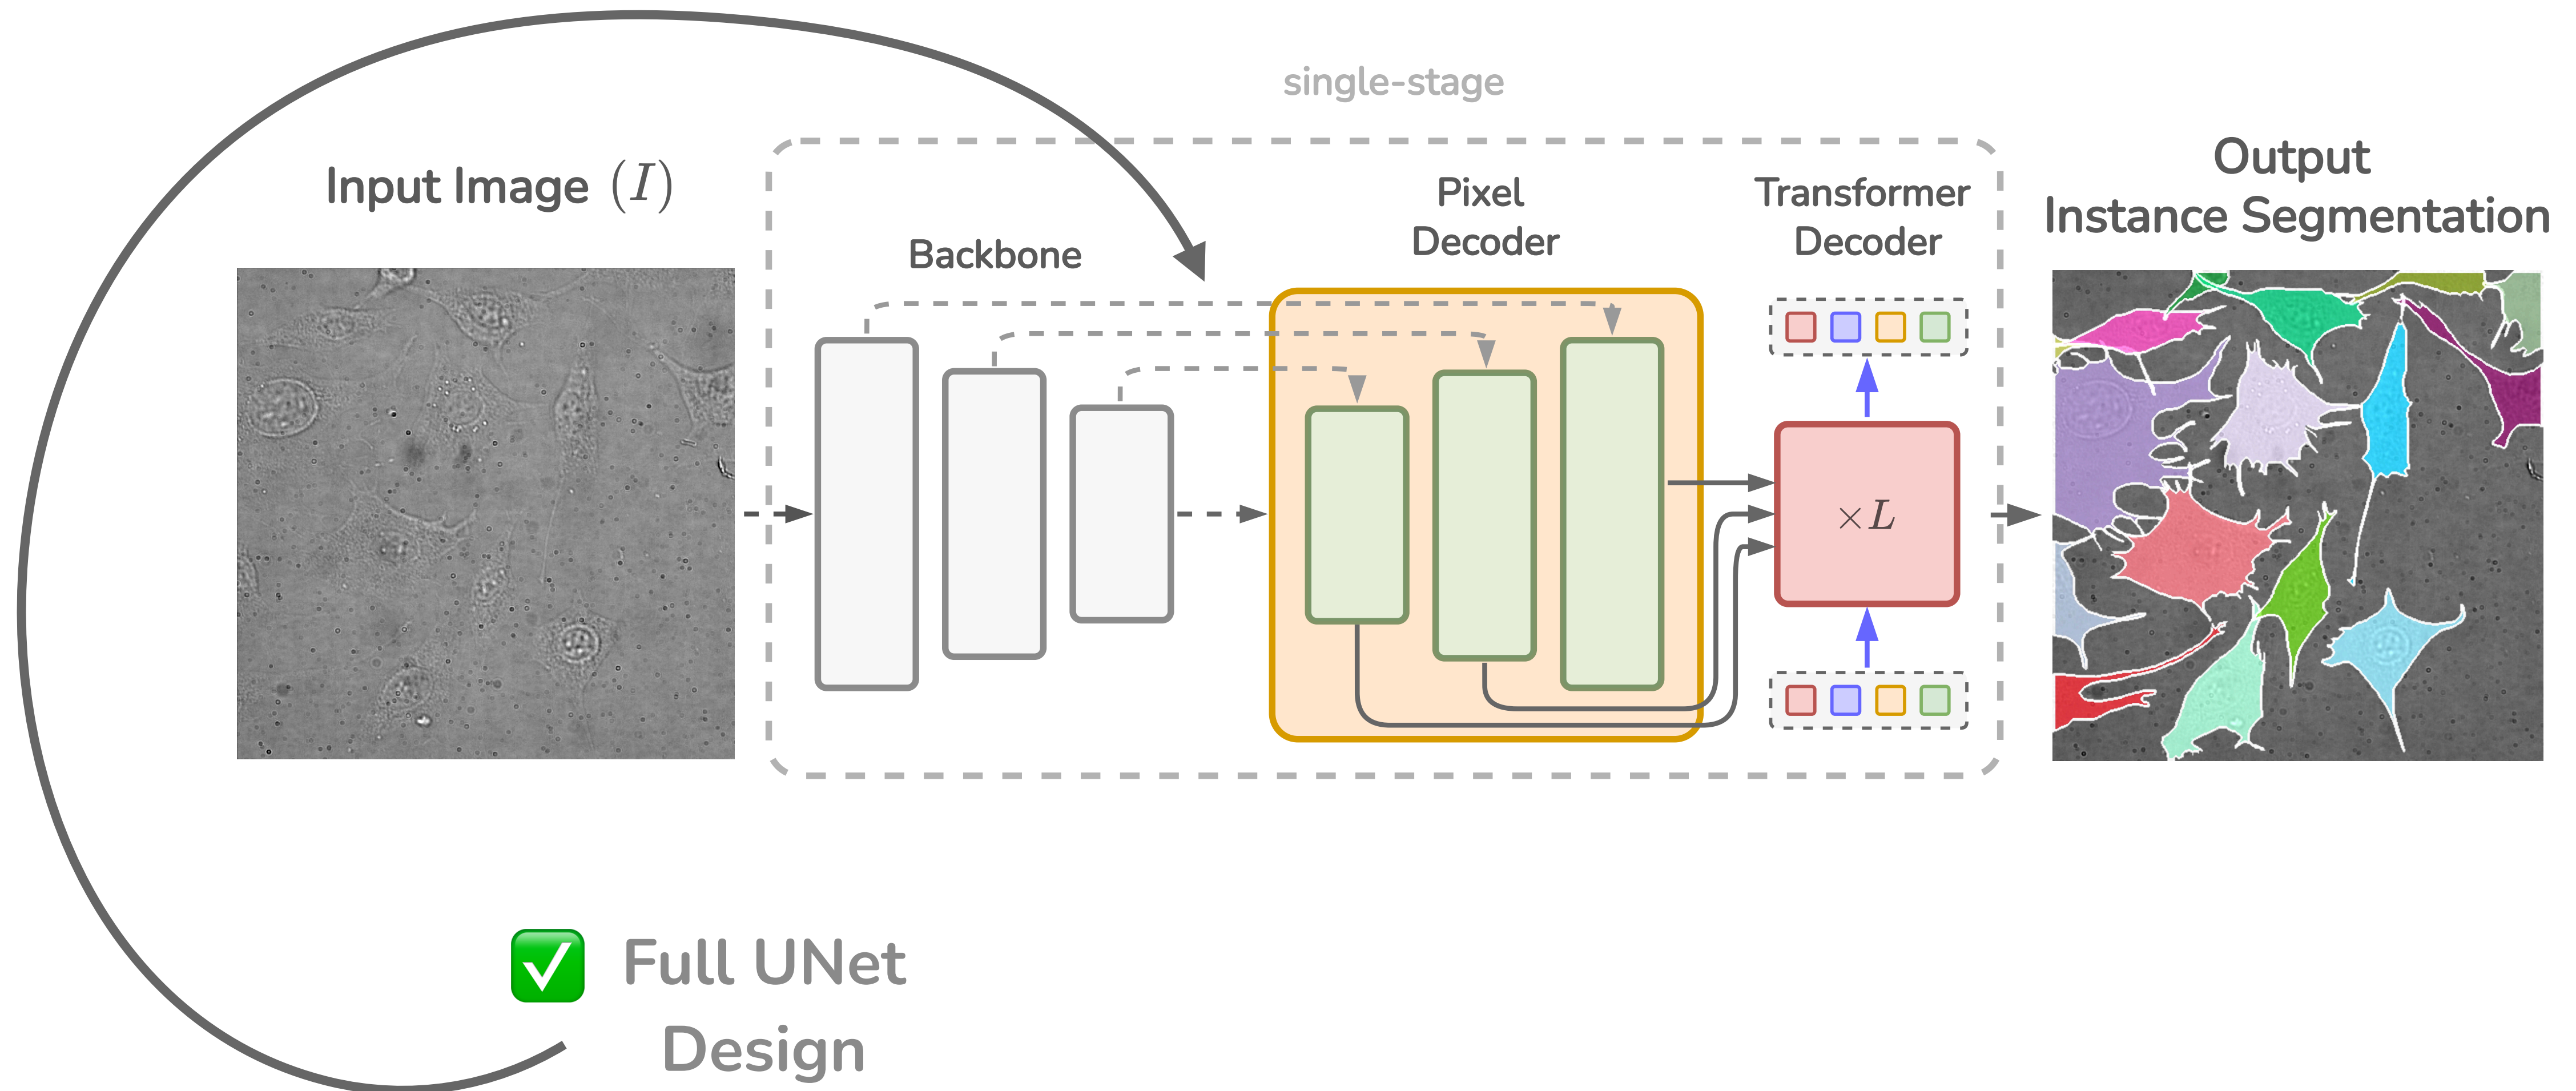 single-stage
Input Image (I)
Backbone
Pixel
Decoder
Transformer
Decoder
×L
Output
Instance Segmentation
✅ Full UNet
Design